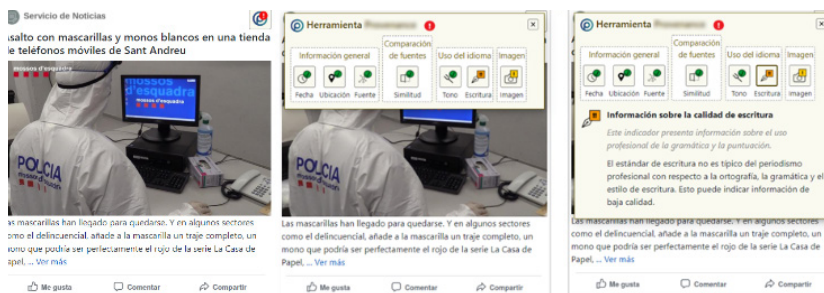 Servicio de Noticias
Asalto con mascarillas y monos blancos en una tienda
de teléfonos móviles de Sant Andreu
mossos d'esquadra
mossos
d'esquadra
mossos d'esquadra
POLICIA
mossos d'esquadra
Las mascarillas han llegado para quedarse. Y en algunos sectores
como el delincuencial, añade a la mascarilla un traje completo, un
mono que podría ser perfectamente el rojo de la serie La Casa de
Papel, ... Ver más
Me gusta
Comentar
Compartir
Herramienta
Información general
Comparación
de fuentes
Uso del idioma
Imagen
Fecha
Ubicación
Fuente
Similitud
Tono
Escritura
Imagen
POLICIA
mossos d'esquadra
Las mascarillas han llegado para quedarse. Y en algunos sectores
como el delincuencial, añade a la mascarilla un traje completo, un
mono que podría ser perfectamente el rojo de la serie La Casa de
Papel, ... Ver más
Me gusta
Comentar
Compartir
Herramienta
Información general
Comparación
de fuentes
Uso del idioma
Imagen
Fecha
Ubicación
Fuente
Similitud
Tono
Escritura
Imagen
Información sobre la calidad de escritura
Este indicador presenta información sobre el uso
profesional de la gramática y la puntuación.
El estándar de escritura no es típico del periodismo
profesional con respecto a la ortografía, la gramática y el
estilo de escritura. Esto puede indicar información de
baja calidad.
Las mascarillas han llegado para quedarse. Y en algunos sectores
como el delincuencial, añade a la mascarilla un traje completo, un
mono que podría ser perfectamente el rojo de la serie La Casa de
Papel, ... Ver más
Me gusta
Comentar
Compartir